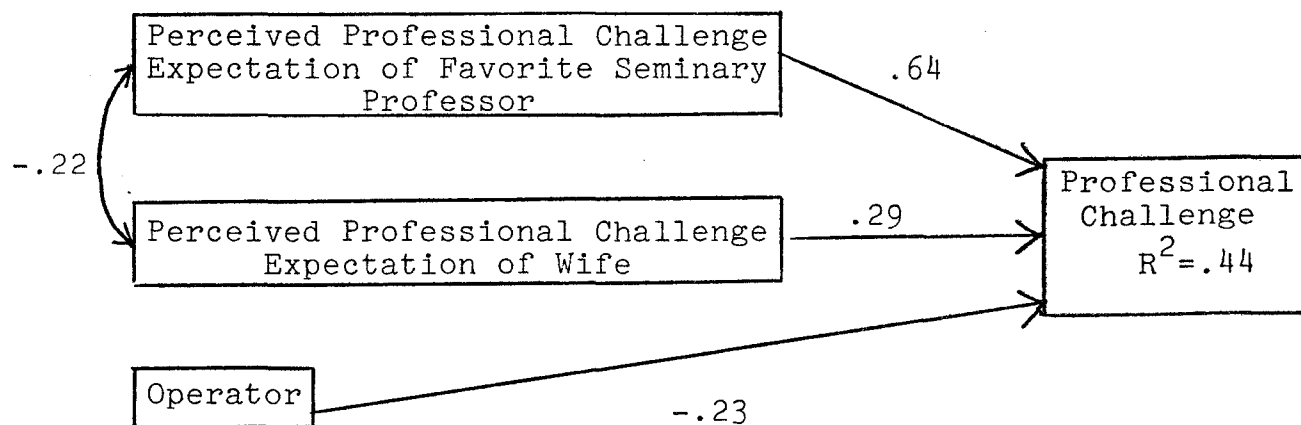 Perceived Professional Challenge
Expectation of Favorite Seminary
Professor
.64
-.22
Professional
Challenge
R²=.44
Perceived Professional Challenge
Expectation of Wife
.29
Operator
-.23